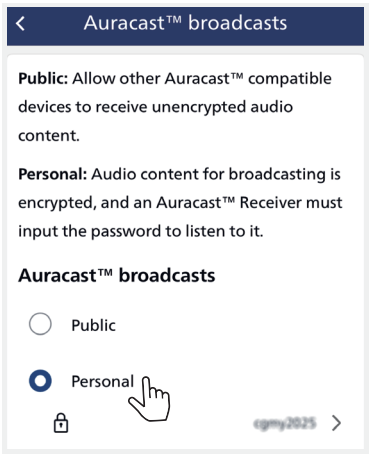 Auracast™ broadcasts
Public: Allow other Auracast™ compatible
devices to receive unencrypted audio
content.
Personal: Audio content for broadcasting is
encrypted, and an Auracast™ Receiver must
input the password to listen to it.
Auracast™ broadcasts
Public
Personal